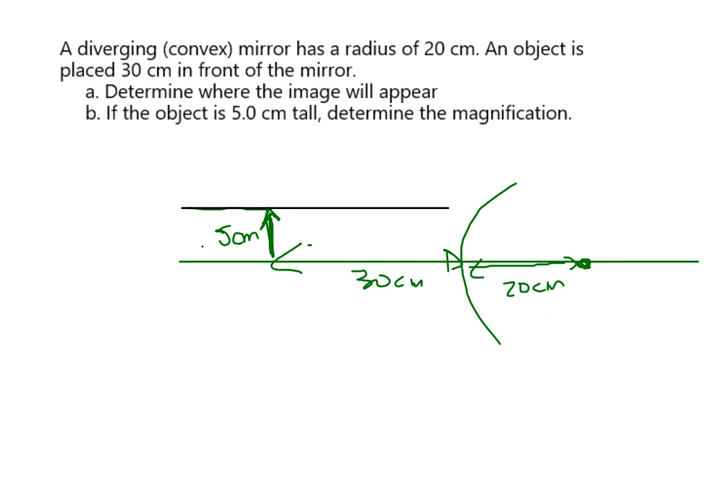 A diverging (convex) mirror has a radius of 20 cm. An object is
placed 30 cm in front of the mirror.
a. Determine where the image will appear
b. If the object is 5.0 cm tall, determine the magnification.
5cm
30cm
20cm